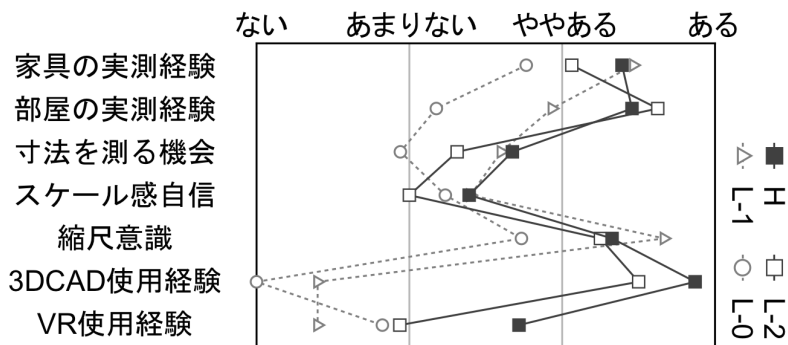 ない あまりない ややある ある
家具の実測経験
部屋の実測経験
寸法を測る機会
スケール感自信
縮尺意識
3DCAD使用経験
VR使用経験
H L-2
L-1 L-0